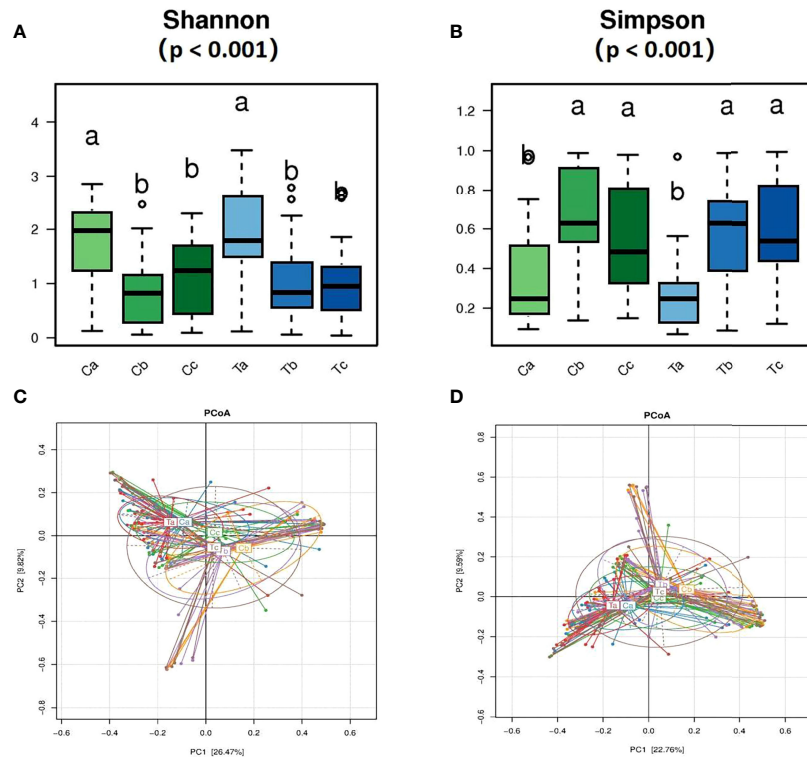 A
Shannon
(p < 0.001)
4
3
2
1
0
a
b
b
a
b
b
Ca
Cb
Cc
Ta
Tb
Tc
B
Simpson
(p < 0.001)
1.2
1.0
0.8
0.6
0.4
0.2
b
a
a
b
a
a
Ca
Cb
Cc
Ta
Tb
Tc
C
PCoA
PC2 [9.82%]
0.4
0.2
0.0
−0.2
−0.4
−0.6
−0.8
Ta
Ca
Cc
Tc
Tb
Cb
−0.6
−0.4
−0.2
0.0
0.2
0.4
0.6
PC1 [26.47%]
D
PCoA
PC2 [9.59%]
0.8
0.6
0.4
0.2
0.0
−0.2
−0.4
−0.6
Tb
Tc
Cc
Ta
Ca
−0.6
−0.4
−0.2
0.0
0.2
0.4
0.6
PC1 [22.76%]